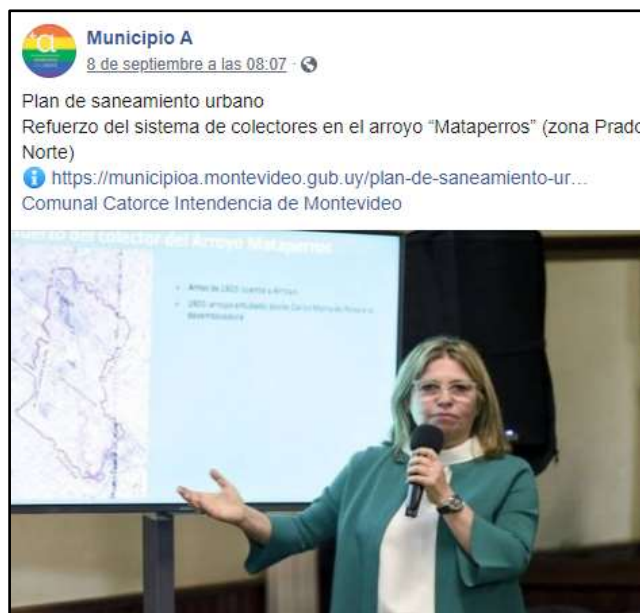 a
Municipio A
8 de septiembre a las 08:07 ·
Plan de saneamiento urbano
Refuerzo del sistema de colectores en el arroyo “Mataperros” (zona Prado
Norte)
https://municipioa.montevideo.gub.uy/plan-de-saneamiento-ur...
Comunal Catorce Intendencia de Montevideo
del colector del Arroyo Mataperros
Antes de